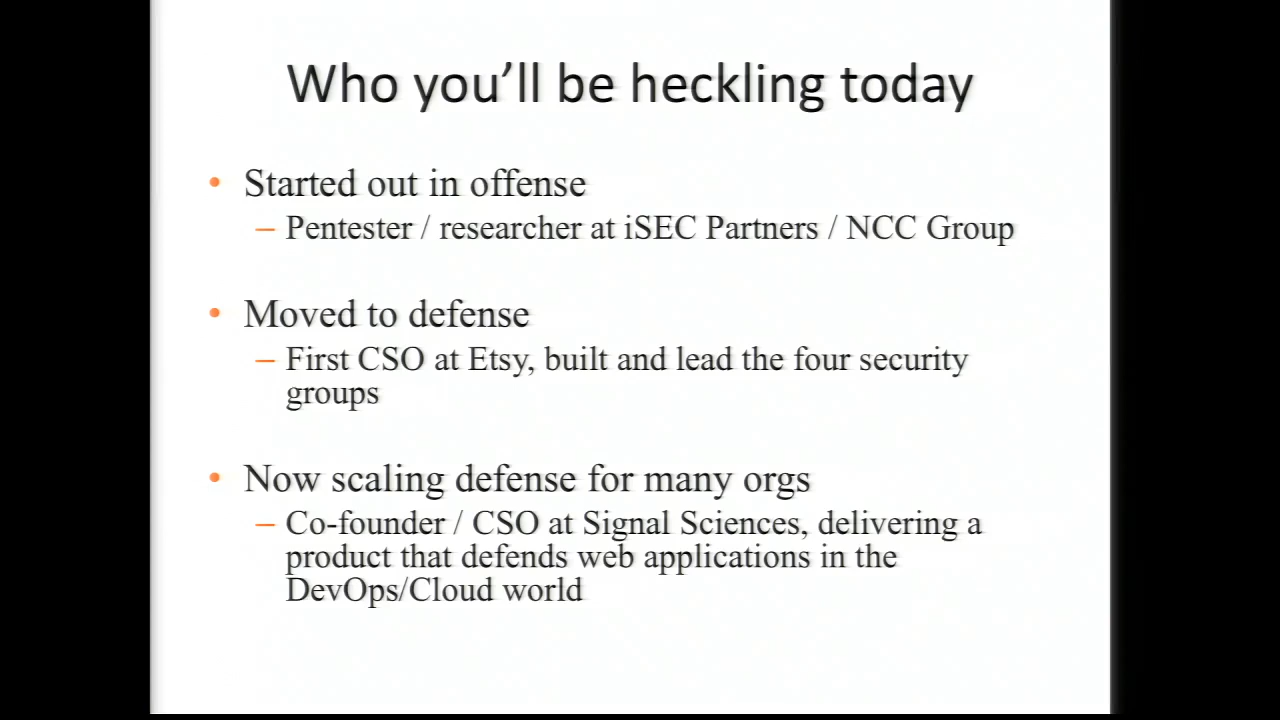 Who you’ll be heckling today
• Started out in offense
– Pentester / researcher at iSEC Partners / NCC Group
• Moved to defense
– First CSO at Etsy, built and lead the four security
groups
• Now scaling defense for many orgs
– Co-founder / CSO at Signal Sciences, delivering a
product that defends web applications in the
DevOps/Cloud world